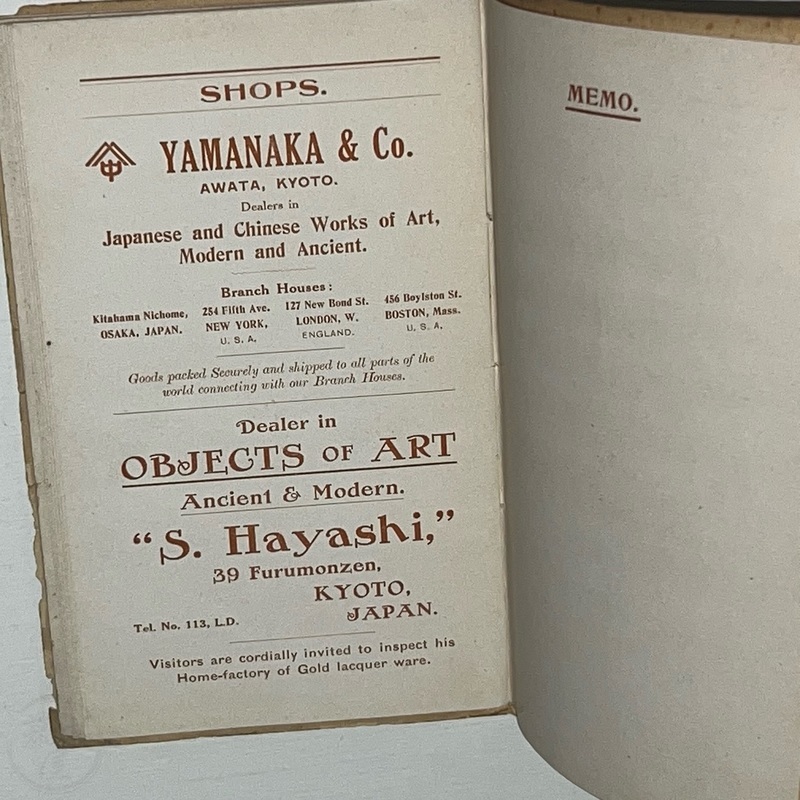 SHOPS.
YAMANAKA & Co.
AWATA, KYOTO.
Dealers in
Japanese and Chinese Works of Art,
Modern and Ancient.
Branch Houses:
Kitahama Nichome, OSAKA, JAPAN.
254 Fifth Ave. NEW YORK, U. S. A,
127 New Bond St. LONDON, W. ENGLAND.
456 Boylston St. BOSTON, Mass. U. S. A,
Goods packed Securely and shipped to all parts of the
world connecting with our Branch Houses.
Dealer in
OBJECTS OF ART
Ancient & Modern.
"S. Hayashi,"
39 Furumonzen,
KYOTO,
JAPAN.
Tel. No. 113, L.D.
Visitors are cordially invited to inspect his
Home-factory of Gold lacquer ware.
MEMO.